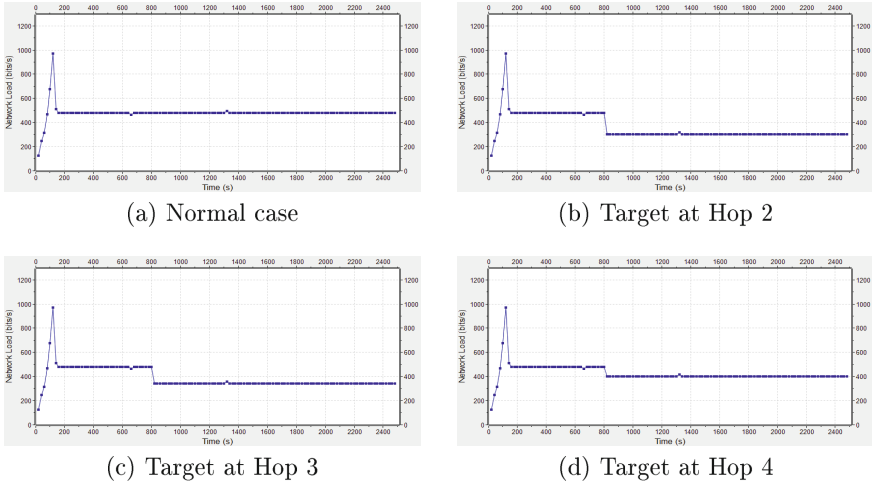 0 200 400 600 800 1000 1200 1400 1600 1800 2000 2200 2400
1200 1200
1000 1000
800 800
600 600
400 400
200 200
0 0
Network Load (bits/s)
0 200 400 600 800 1000 1200 1400 1600 1800 2000 2200 2400
Time (s)
(a) Normal case
0 200 400 600 800 1000 1200 1400 1600 1800 2000 2200 2400
1200 1200
1000 1000
800 800
600 600
400 400
200 200
0 0
Network Load (bits/s)
0 200 400 600 800 1000 1200 1400 1600 1800 2000 2200 2400
Time (s)
(b) Target at Hop 2
0 200 400 600 800 1000 1200 1400 1600 1800 2000 2200 2400
1200 1200
1000 1000
800 800
600 600
400 400
200 200
0 0
Network Load (bits/s)
0 200 400 600 800 1000 1200 1400 1600 1800 2000 2200 2400
Time (s)
(c) Target at Hop 3
0 200 400 600 800 1000 1200 1400 1600 1800 2000 2200 2400
1200 1200
1000 1000
800 800
600 600
400 400
200 200
0 0
Network Load (bits/s)
0 200 400 600 800 1000 1200 1400 1600 1800 2000 2200 2400
Time (s)
(d) Target at Hop 4